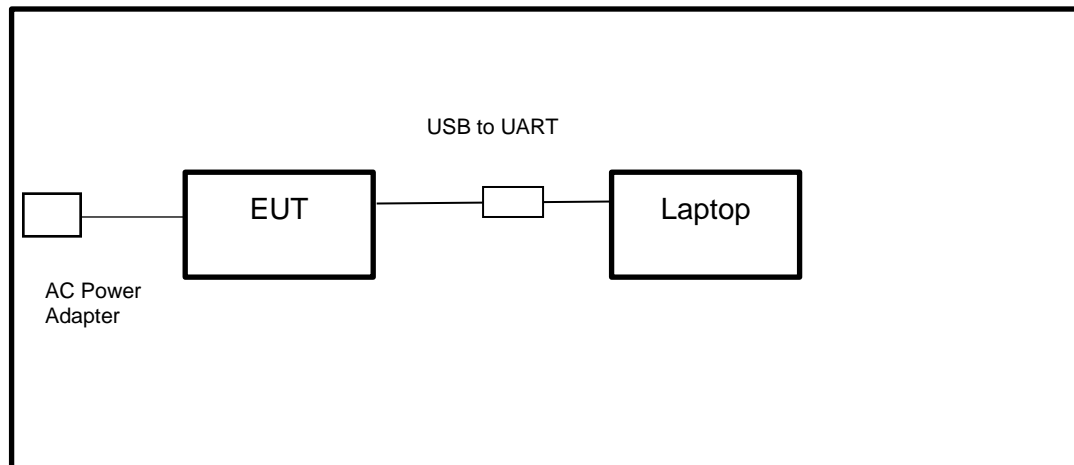 USB to UART
EUT
Laptop
AC Power
Adapter